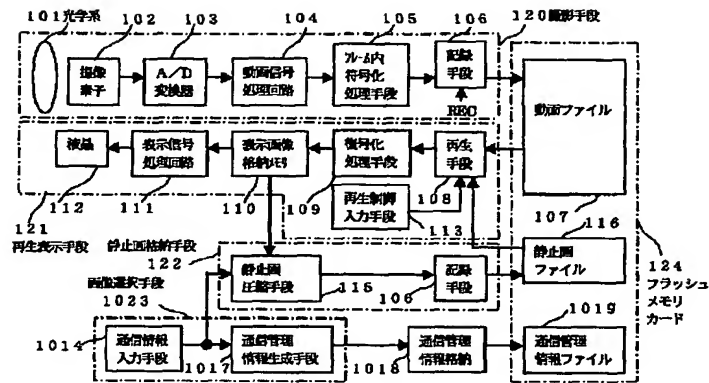 101光学系
102
103
104
105
106
120撮影手段
撮像
素子
A/D
変換器
動画信号
処理回路
フレーム内
符号化
処理手段
記録
手段
REC
動画ファイル
液晶
表示信号
処理回路
表示画像
格納メモリ
復号化
処理手段
再生
手段
112
111
110
109
108
107
121
再生表示手段
再生制御
入力手段
113
116
静止画
ファイル
静止画格納手段
122
画像選択手段
1023
静止画
圧縮手段
115
記録
手段
106
124
フラッシュ
メモリ
カード
1019
1014
通信情報
入力手段
通信管理
情報生成手段
1017
通信管理
情報格納
1018
通信管理
情報ファイル